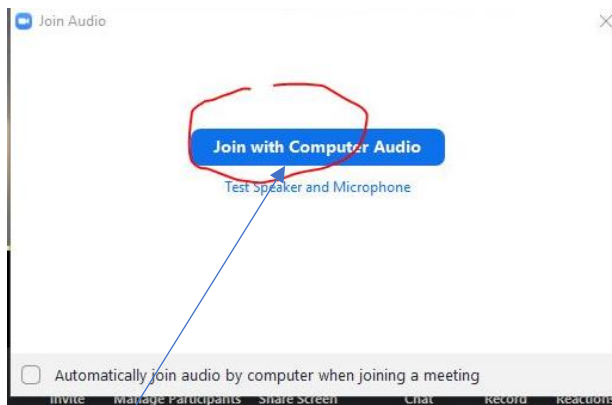 Join Audio
Join with Computer Audio
Test Speaker and Microphone
Automatically join audio by computer when joining a meeting
Invite Manage Participants Share Screen Chat Record Reactions